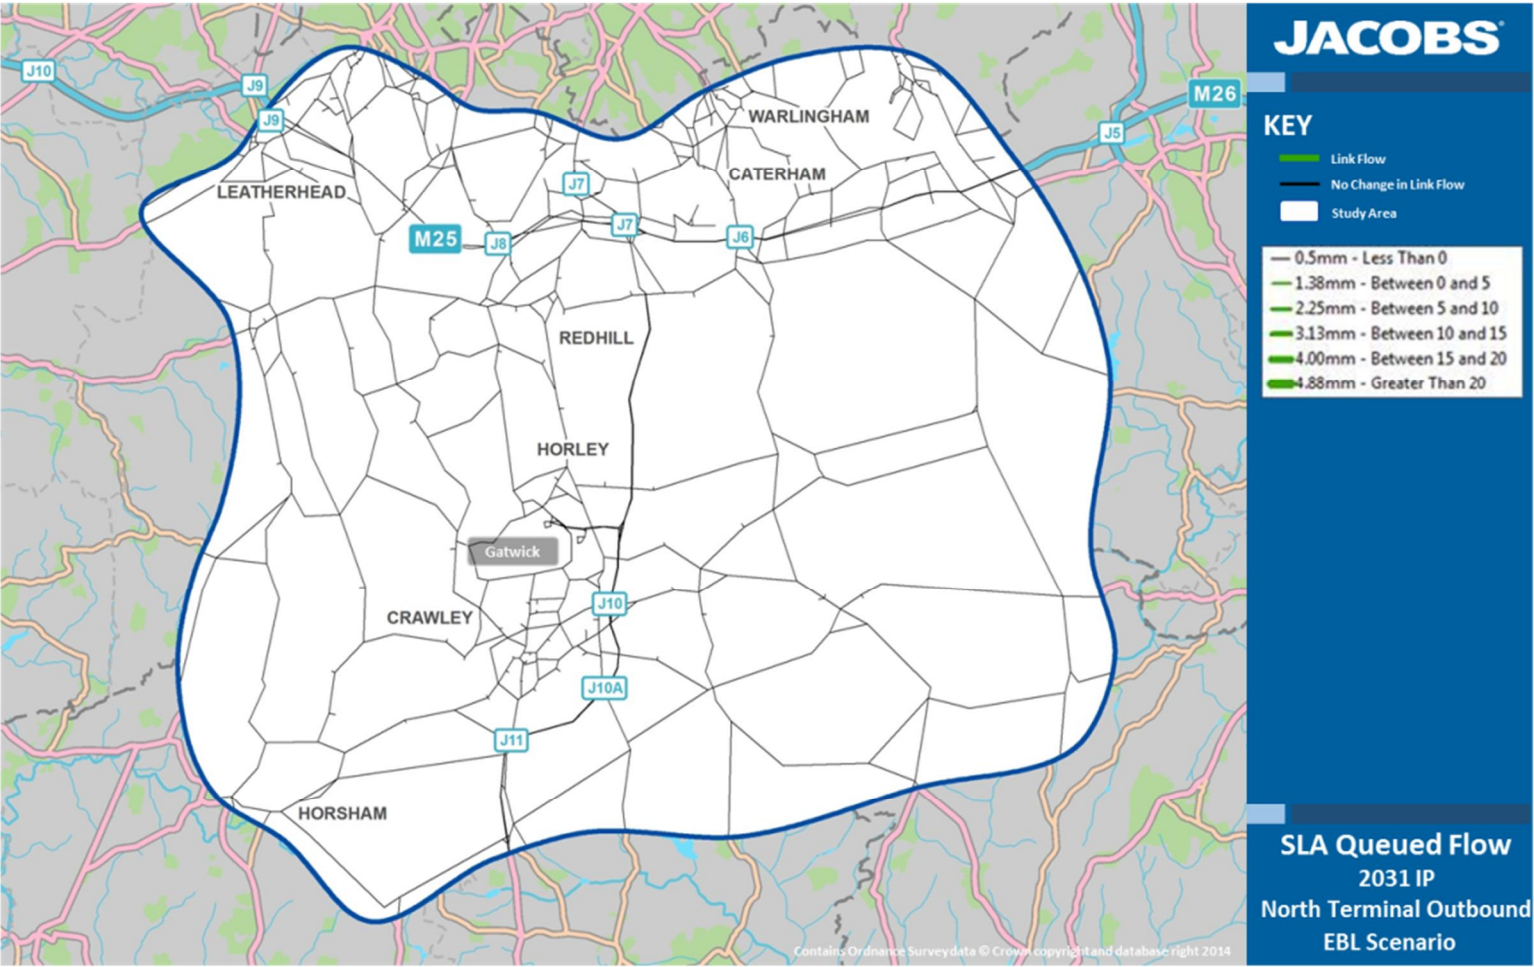 J10
J9
J9
LEATHERHEAD
M25
J8
J7
J7
J6
WARLINGHAM
CATERHAM
J5
M26
REDHILL
HORLEY
Gatwick
CRAWLEY
J10
J10A
J11
HORSHAM
Contains Ordnance Survey data © Crown copyright and database right 2014
JACOBS
KEY
Link Flow
No Change in Link Flow
Study Area
0.5mm - Less Than 0
1.38mm - Between 0 and 5
2.25mm - Between 5 and 10
3.13mm - Between 10 and 15
4.00mm - Between 15 and 20
4.88mm - Greater Than 20
SLA Queued Flow
2031 IP
North Terminal Outbound
EBL Scenario